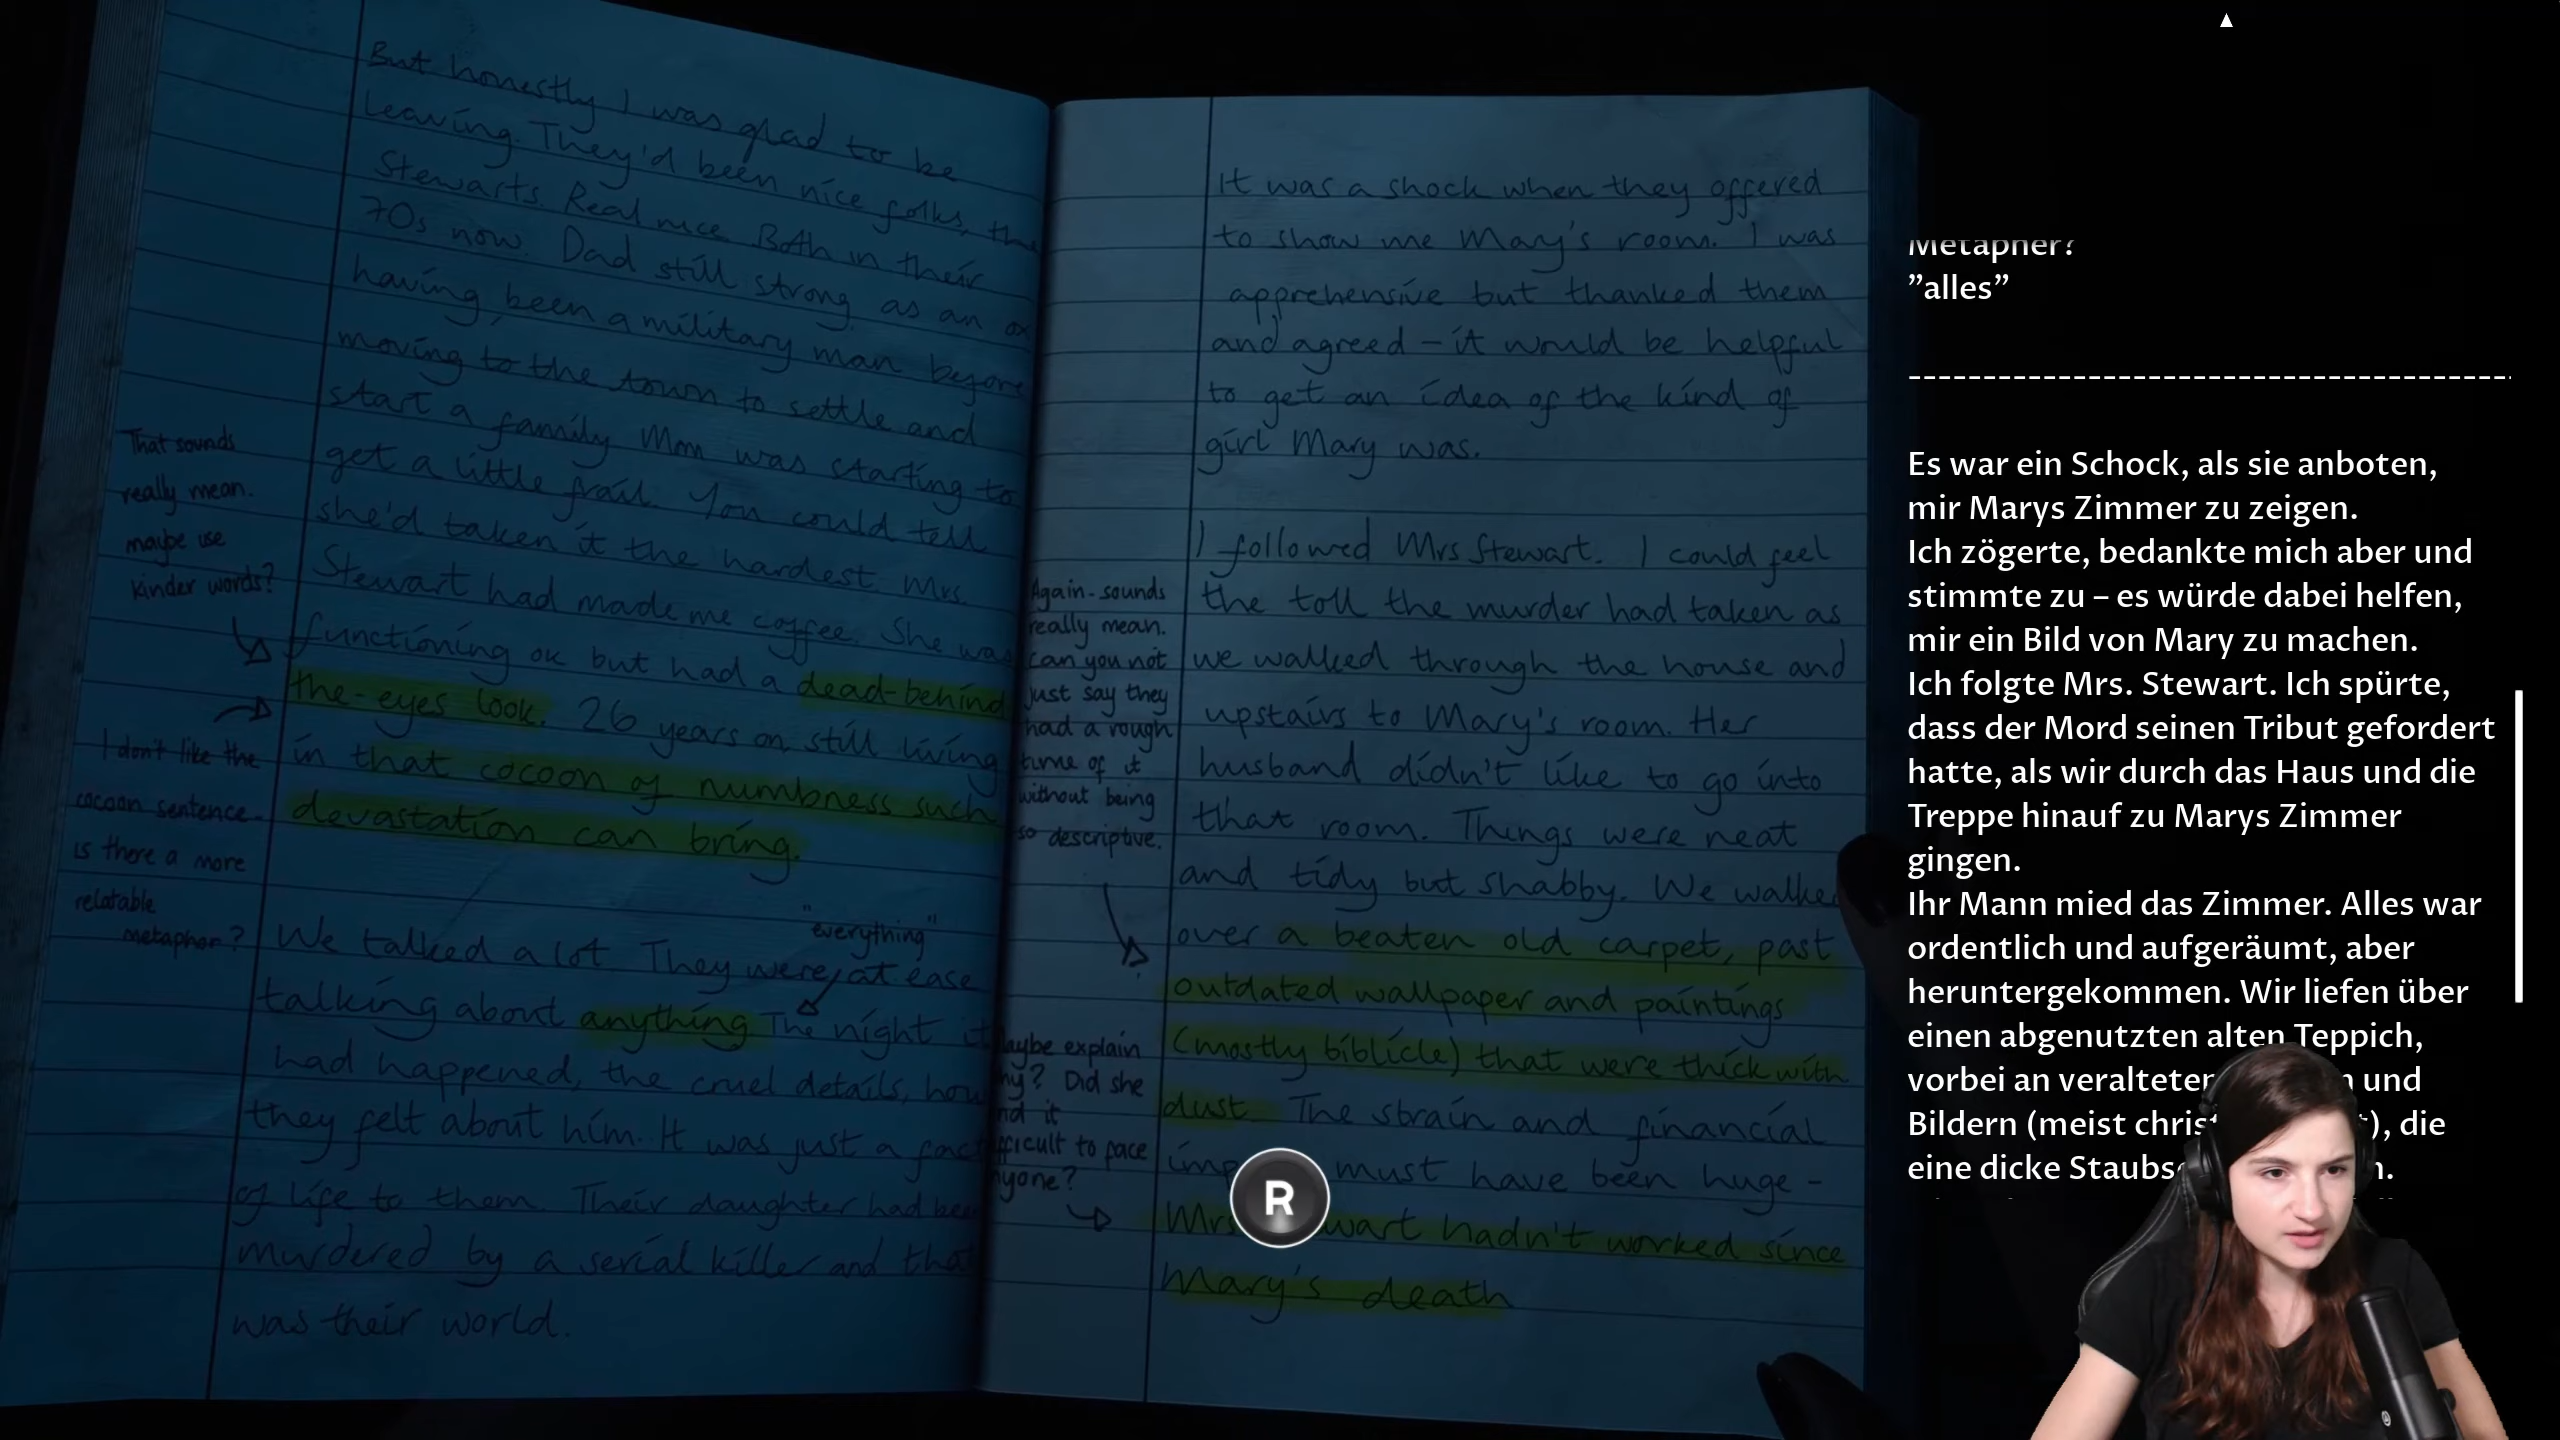 But honestly I was glad to be
leaving. They'd been nice folks, the
Stewarts. Real nice. Both in their
70s now. Dad still strong as an ox
having been a military man before
moving to the town to settle and
start a family Mom was starting to
get a little frail. You could tell
she'd taken it the hardest. Mrs.
Stewart had made me coffee. She was
functioning ok but had a dead-behind
the-eyes look. 26 years on, still living
in that cocoon of numbness such
devastation can bring.
That sounds
really mean.
maybe use
kinder words?
I don't like the
cocoon sentence-
is there a more
relatable
metaphor?
"everything"
We talked a lot. They were at ease
talking about anything The night it
had happened, the cruel details, how
they felt about him. It was just a fact
of life to them. Their daughter had been
murdered by a serial killer and that
was their world.
It was a shock when they offered
to show me Mary's room. I was
apprehensive but thanked them
and agreed – it would be helpful
to get an idea of the kind of
girl Mary was.
I followed Mrs Stewart. I could feel
the toll the murder had taken as
we walked through the house and
upstairs to Mary's room. Her
husband didn't like to go into
that room. Things were neat
and tidy but shabby. We walked
over a beaten old carpet, past
outdated wallpaper and paintings
(mostly biblicle) that were thick with
dust. The strain and financial
must have been huge -
Mrs hadn't worked since
Mary's death
Again - sounds
really mean.
can you not
just say they
had a rough
time of it
without being
so descriptive.
explain
Did she
it
to face
R
Metapher?
”alles”
----------------------------------------
Es war ein Schock, als sie anboten,
mir Marys Zimmer zu zeigen.
Ich zögerte, bedankte mich aber und
stimmte zu – es würde dabei helfen,
mir ein Bild von Mary zu machen.
Ich folgte Mrs. Stewart. Ich spürte,
dass der Mord seinen Tribut gefordert
hatte, als wir durch das Haus und die
Treppe hinauf zu Marys Zimmer
gingen.
Ihr Mann mied das Zimmer. Alles war
ordentlich und aufgeräumt, aber
heruntergekommen. Wir liefen über
einen abgenutzten alten Teppich,
vorbei an und
Bildern (meist die
eine dicke